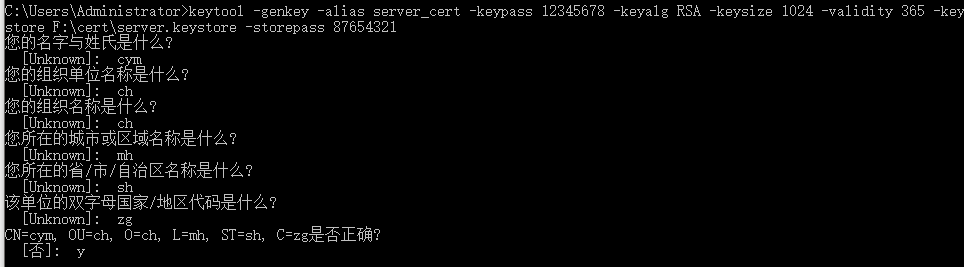 C:\Users\Administrator>keytool -genkey -alias server_cert -keypass 12345678 -keyalg RSA -keysize 1024 -validity 365 -key
store F:\cert\server.keystore -storepass 87654321
您的名字与姓氏是什么?
[Unknown]:  cym
您的组织单位名称是什么?
[Unknown]:  ch
您的组织名称是什么?
[Unknown]:  ch
您所在的城市或区域名称是什么?
[Unknown]:  mh
您所在的省/市/自治区名称是什么?
[Unknown]:  sh
该单位的双字母国家/地区代码是什么?
[Unknown]:  zg
CN=cym, OU=ch, O=ch, L=mh, ST=sh, C=zg是否正确?
[否]:  y